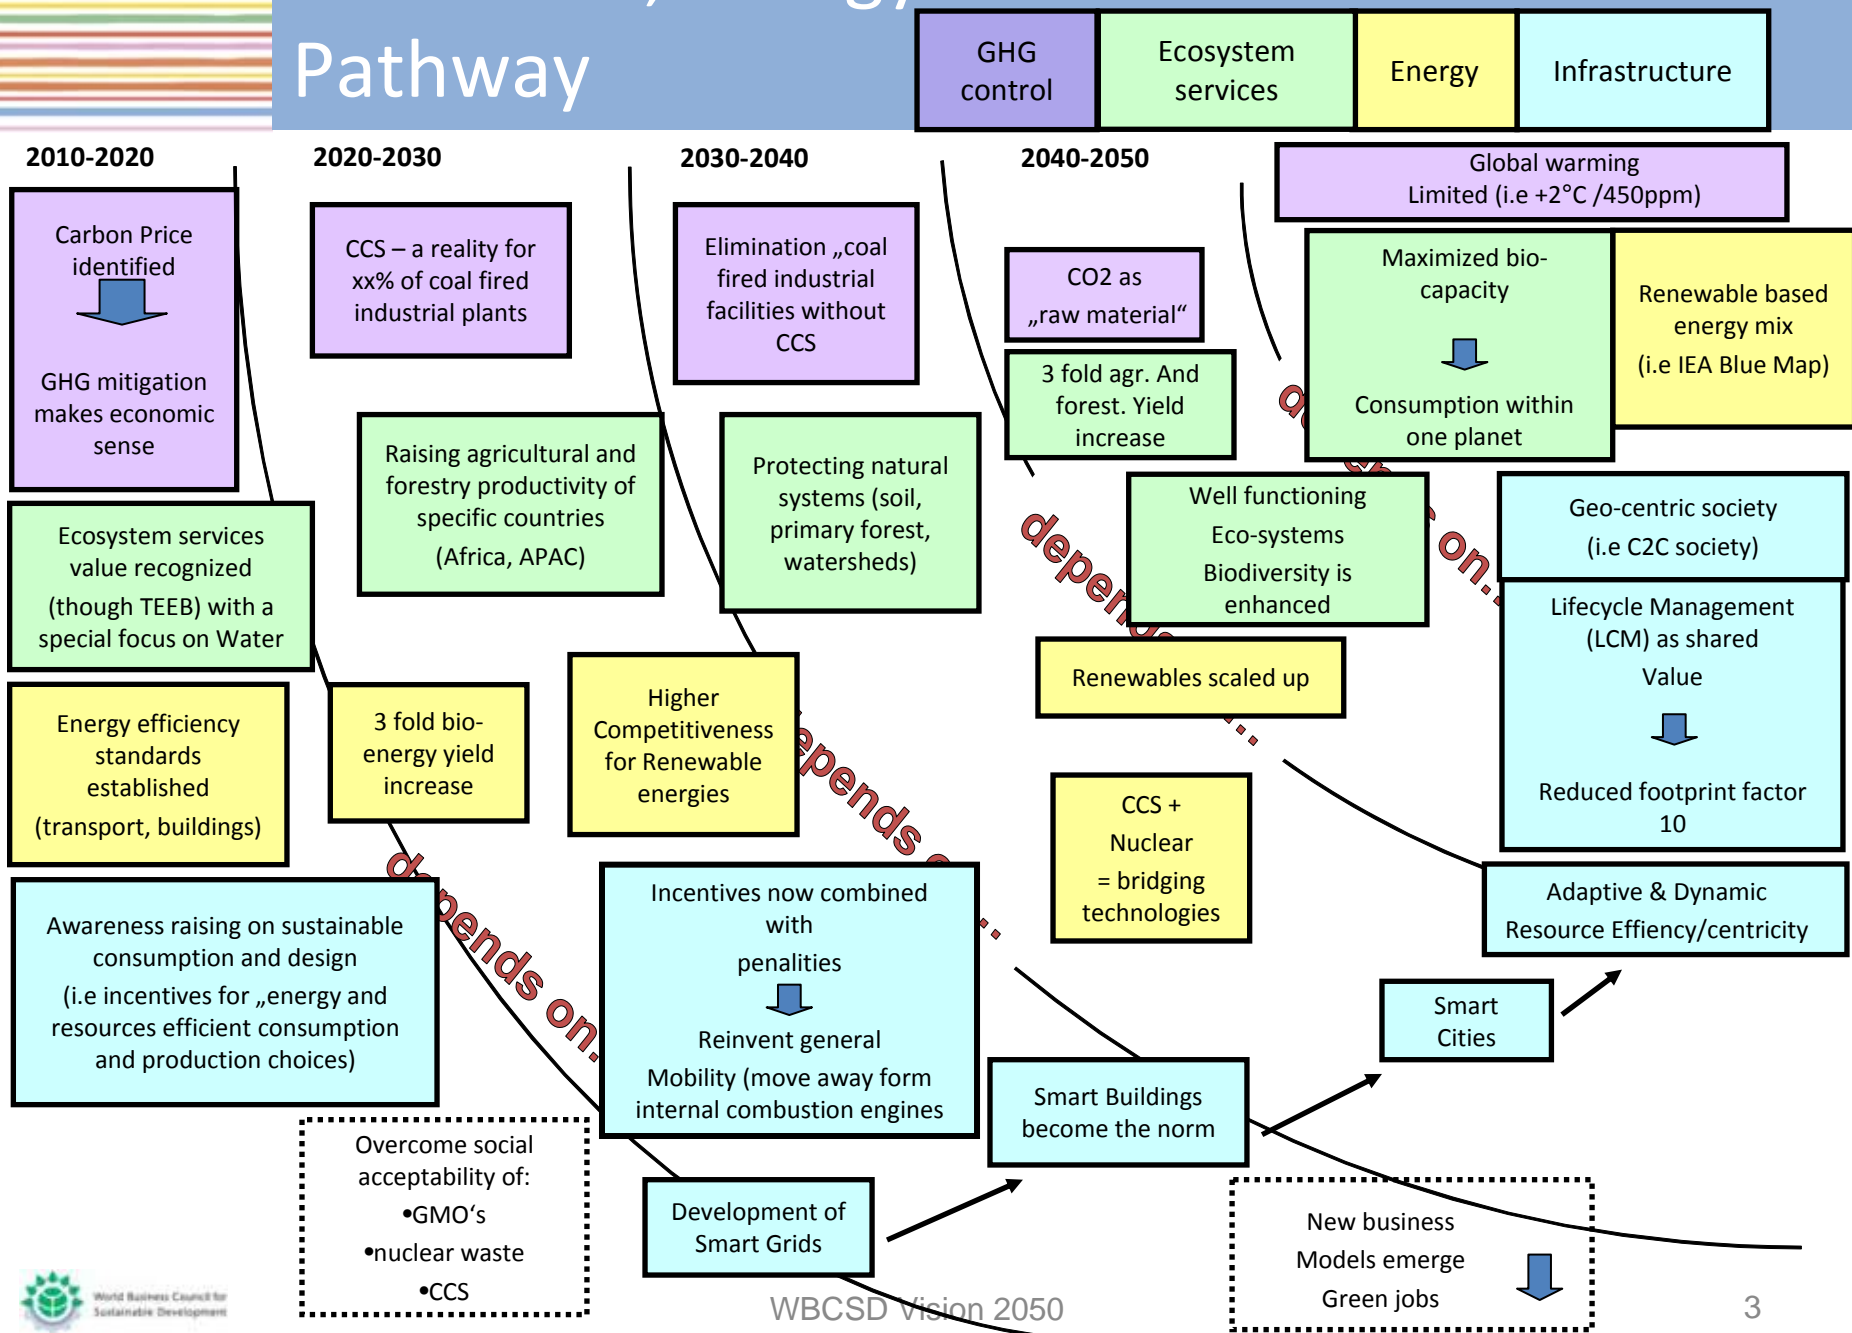 Pathway
GHG
control
Ecosystem
services
Energy
Infrastructure
2010-2020
2020-2030
2030-2040
2040-2050
Global warming
Limited (i.e +2°C /450ppm)
Carbon Price
identified
GHG mitigation
makes economic
sense
CCS – a reality for
xx% of coal fired
industrial plants
Elimination „coal
fired industrial
facilities without
CCS
CO2 as
„raw material“
Maximized bio-
capacity
Consumption within
one planet
Renewable based
energy mix
(i.e IEA Blue Map)
3 fold agr. And
forest. Yield
increase
Raising agricultural and
forestry productivity of
specific countries
(Africa, APAC)
Protecting natural
systems (soil,
primary forest,
watersheds)
Well functioning
Eco-systems
Biodiversity is
enhanced
Geo-centric society
(i.e C2C society)
Ecosystem services
value recognized
(though TEEB) with a
special focus on Water
Lifecycle Management
(LCM) as shared
Value
Reduced footprint factor
10
Energy efficiency
standards
established
(transport, buildings)
3 fold bio-
energy yield
increase
Higher
Competitiveness
for Renewable
energies
Renewables scaled up
CCS +
Nuclear
= bridging
technologies
depends on...
Awareness raising on sustainable
consumption and design
(i.e incentives for „energy and
resources efficient consumption
and production choices)
Incentives now combined
with
penalities
Reinvent general
Mobility (move away form
internal combustion engines
Adaptive & Dynamic
Resource Effiency/centricity
Smart
Cities
Smart Buildings
become the norm
Development of
Smart Grids
Overcome social
acceptability of:
•GMO‘s
•nuclear waste
•CCS
New business
Models emerge
Green jobs
World Business Council for
Sustainable Development
WBCSD Vision 2050
3